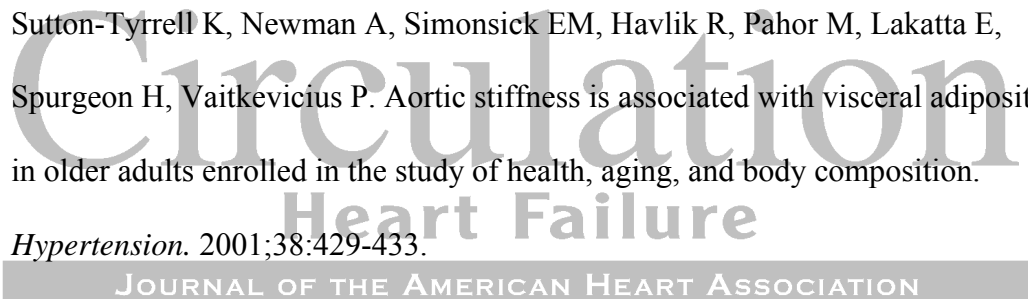 Sutton-Tyrrell K, Newman A, Simonsick EM, Havlik R, Pahor M, Lakatta E,
Spurgeon H, Vaitkevicius P. Aortic stiffness is associated with visceral adiposit
in older adults enrolled in the study of health, aging, and body composition.
Hypertension. 2001;38:429-433.
Circulation
Heart Failure
JOURNAL OF THE AMERICAN HEART ASSOCIATION